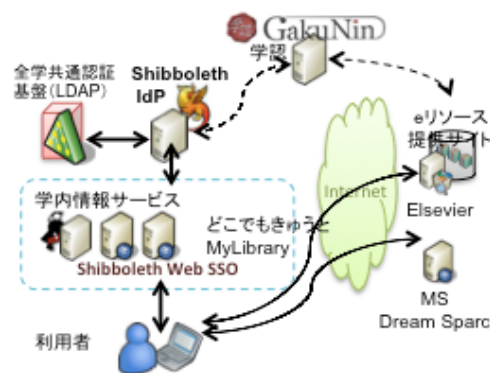 GakuNin
学認
全学共通認証
基盤(LDAP)
Shibboleth
IdP
eリソース
提供サイト
学内情報サービス
どこでもきゅうと
MyLibrary
Internet
Elsevier
Shibboleth Web SSO
利用者
MS
Dream Sparc